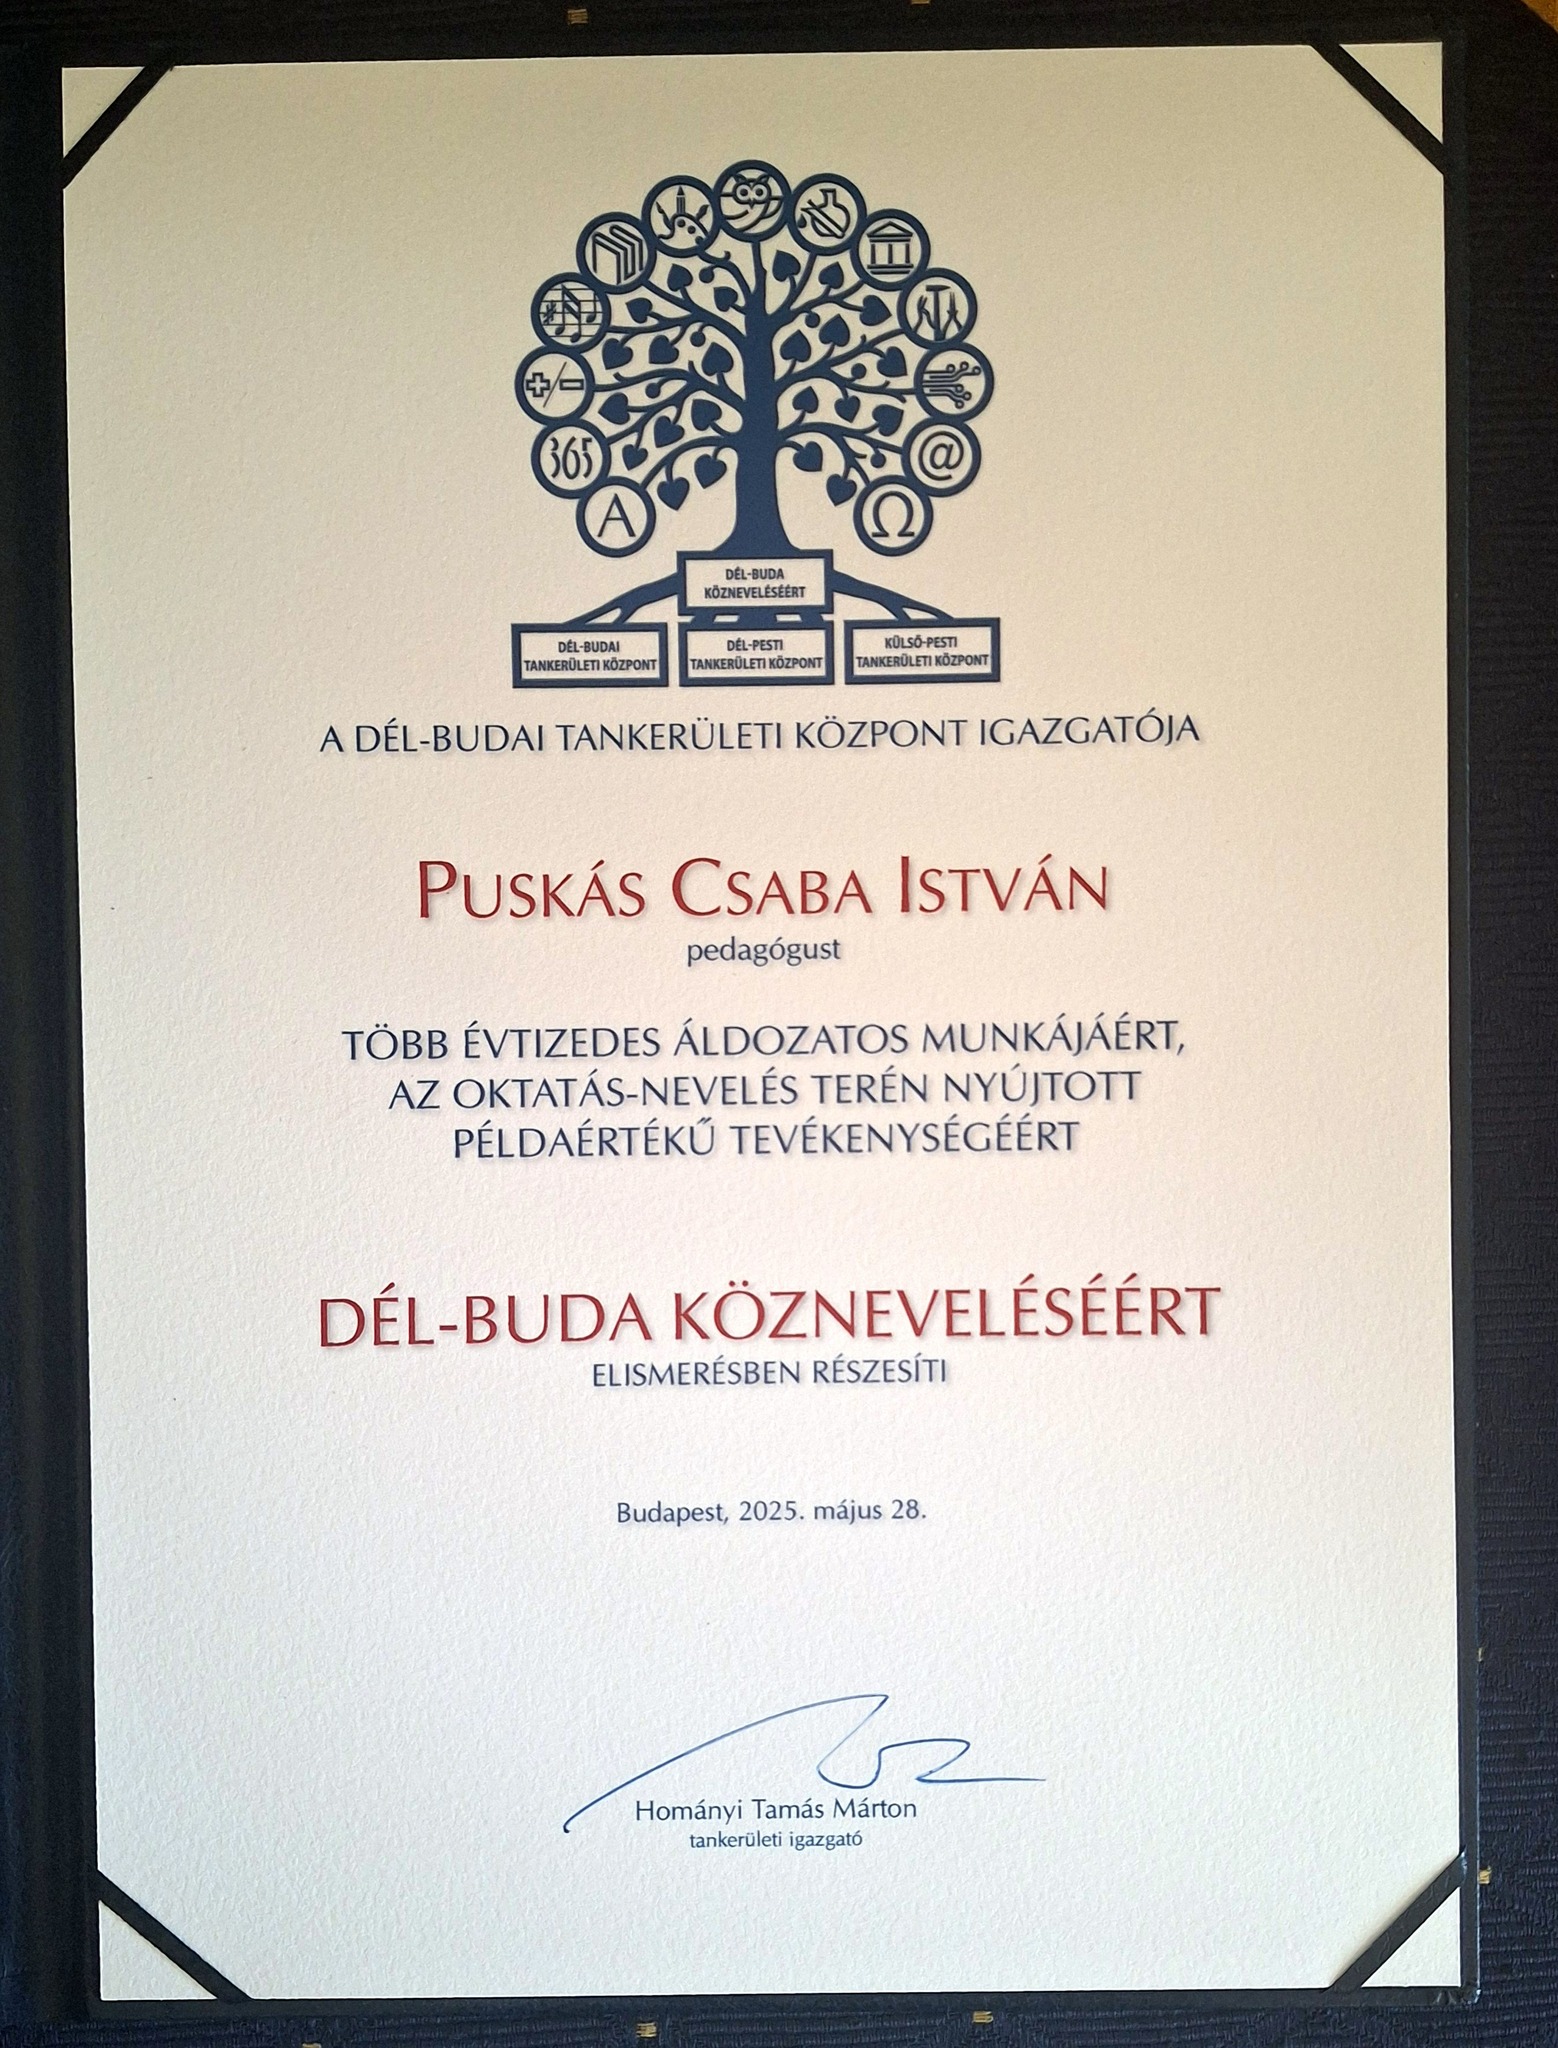 365
A
@
Ω
DÉL-BUDA
KÖZNEVELÉSÉÉRT
DÉL-BUDAI
TANKERÜLETI KÖZPONT
DÉL-PESTI
TANKERÜLETI KÖZPONT
KÜLSŐ-PESTI
TANKERÜLETI KÖZPONT
A DÉL-BUDAI TANKERÜLETI KÖZPONT IGAZGATÓJA
PUSKÁS CSABA ISTVÁN
pedagógust
TÖBB ÉVTIZEDES ÁLDOZATOS MUNKÁJÁÉRT,
AZ OKTATÁS-NEVELÉS TERÉN NYÚJTOTT
PÉLDAÉRTÉKŰ TEVÉKENYSÉGÉÉRT
DÉL-BUDA KÖZNEVELÉSÉÉRT
ELISMERÉSBEN RÉSZESÍTI
Budapest, 2025. május 28.
Hományi Tamás Márton
tankerületi igazgató